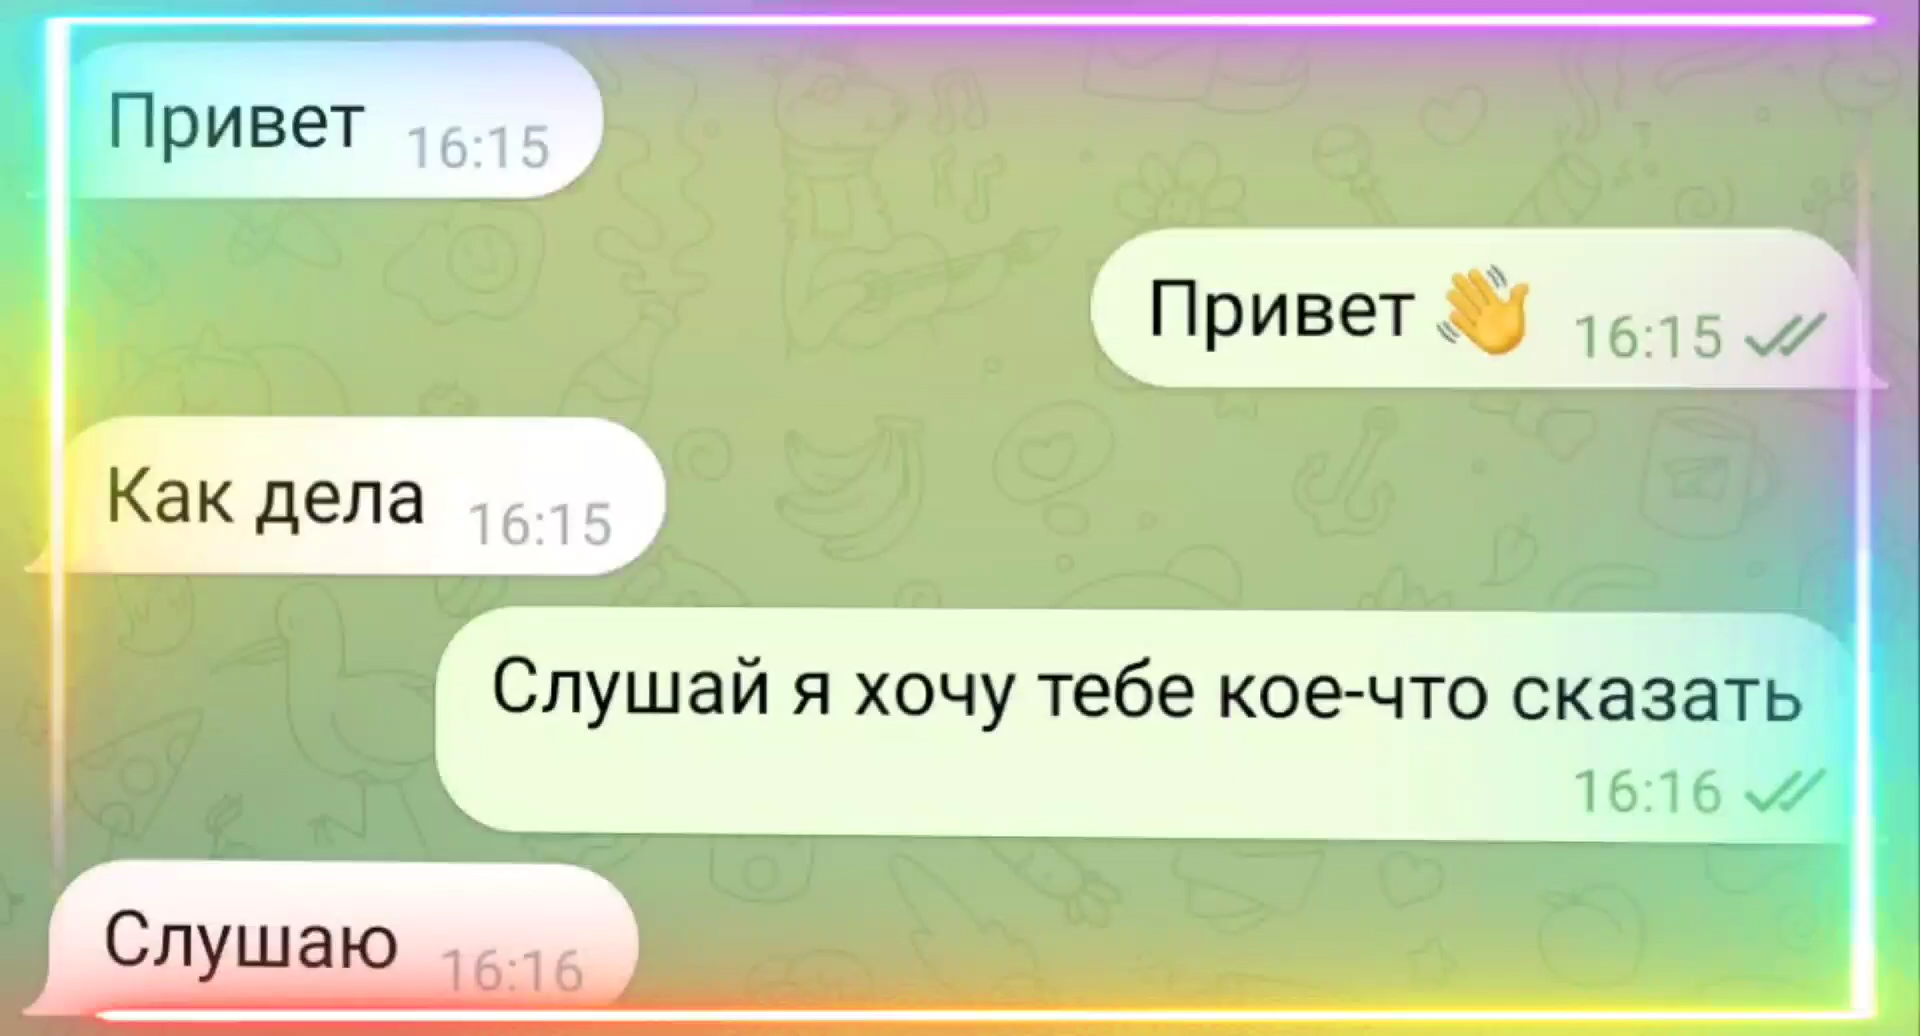 Привет 16:15
Привет 👋 16:15
Как дела 16:15
Слушай я хочу тебе кое-что сказать
16:16
Слушаю 16:16